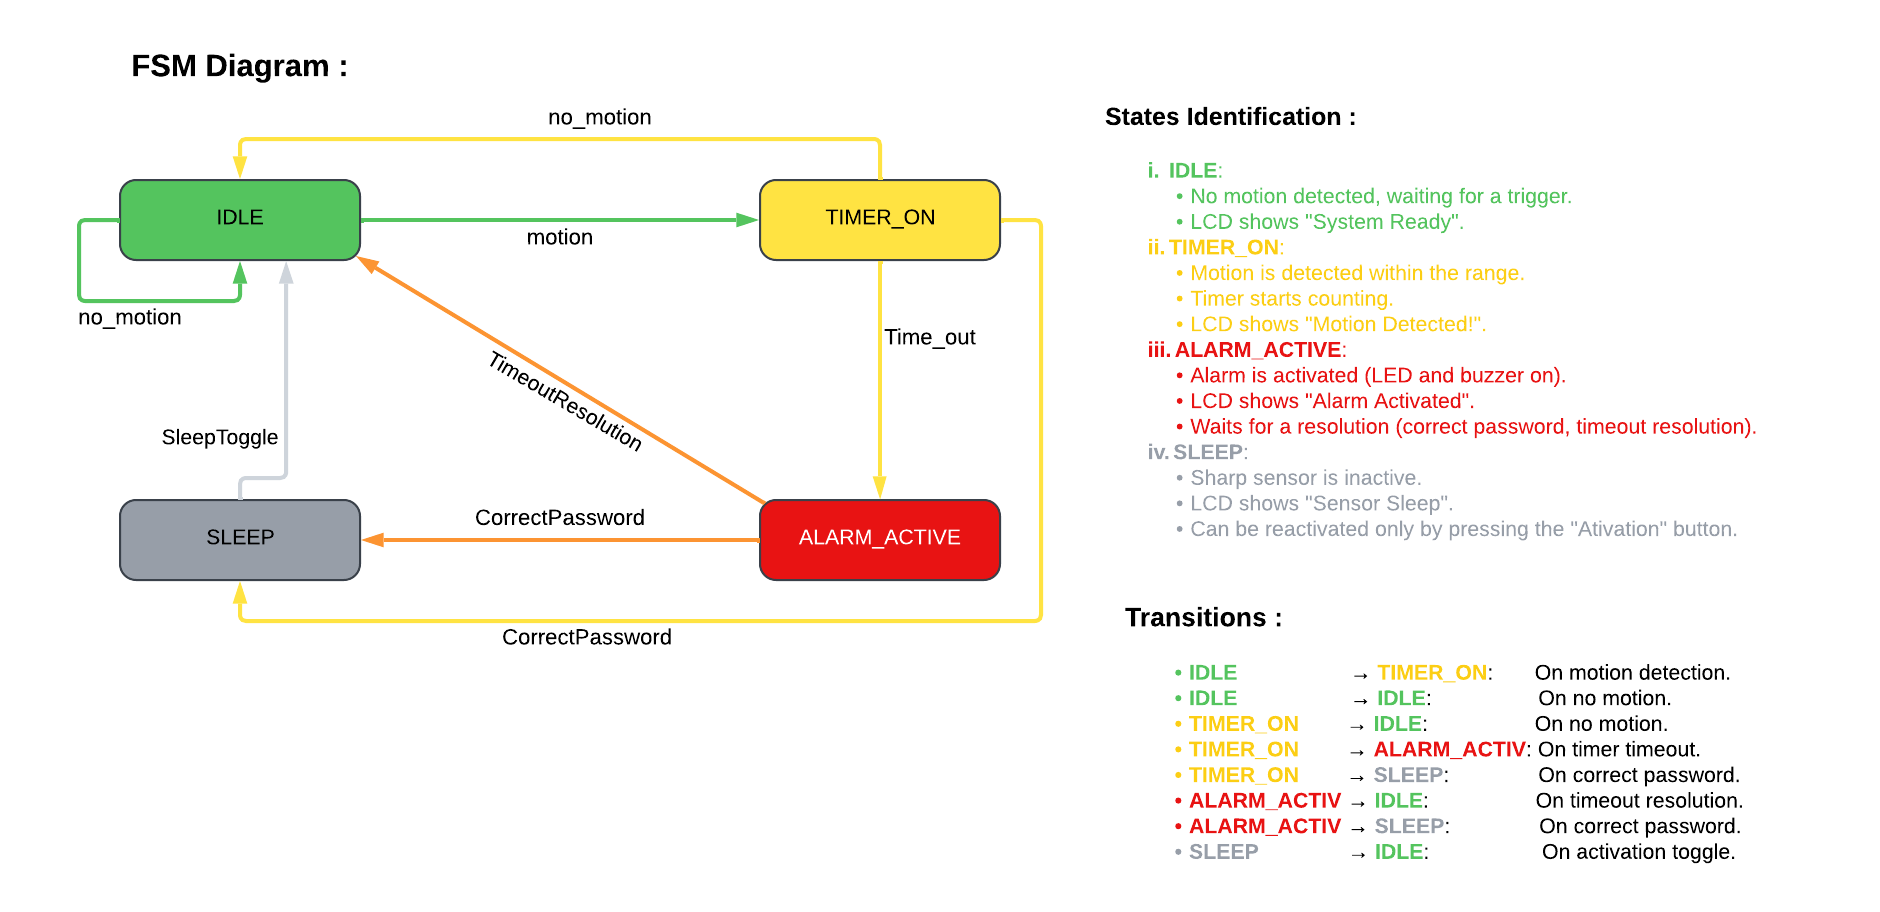 FSM Diagram :
no_motion
IDLE
TIMER_ON
motion
no_motion
Time_out
TimeoutResolution
SleepToggle
SLEEP
CorrectPassword
ALARM_ACTIVE
CorrectPassword
States Identification :
i. IDLE:
• No motion detected, waiting for a trigger.
• LCD shows "System Ready".
ii. TIMER_ON:
• Motion is detected within the range.
• Timer starts counting.
• LCD shows "Motion Detected!".
iii. ALARM_ACTIVE:
• Alarm is activated (LED and buzzer on).
• LCD shows "Alarm Activated".
• Waits for a resolution (correct password, timeout resolution).
iv. SLEEP:
• Sharp sensor is inactive.
• LCD shows "Sensor Sleep".
• Can be reactivated only by pressing the "Ativation" button.
Transitions :
• IDLE → TIMER_ON: On motion detection.
• IDLE → IDLE: On no motion.
• TIMER_ON → IDLE: On no motion.
• TIMER_ON → ALARM_ACTIV: On timer timeout.
• TIMER_ON → SLEEP: On correct password.
• ALARM_ACTIV → IDLE: On timeout resolution.
• ALARM_ACTIV → SLEEP: On correct password.
• SLEEP → IDLE: On activation toggle.